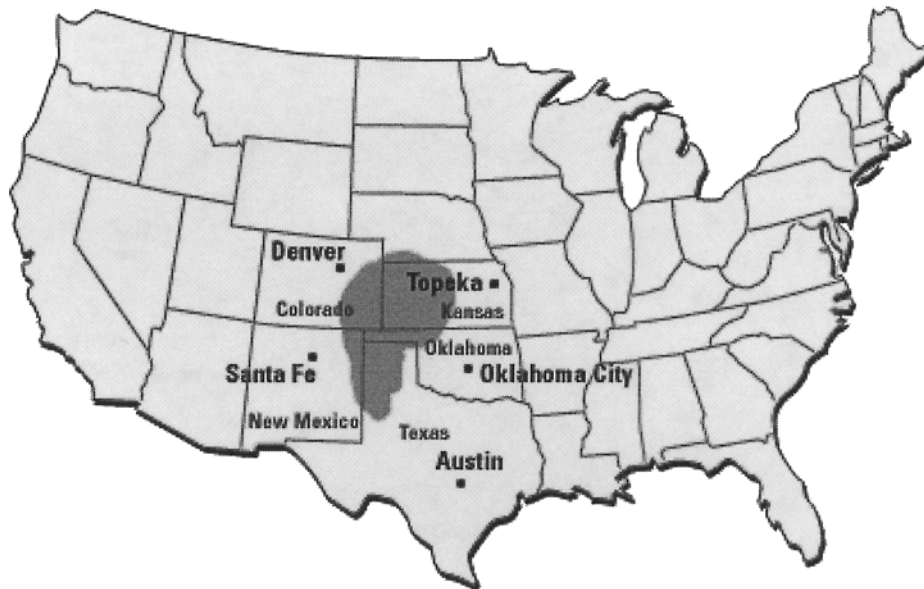 Denver
Topeka
Colorado
Kansas
Oklahoma
Santa Fe
Oklahoma City
New Mexico
Texas
Austin